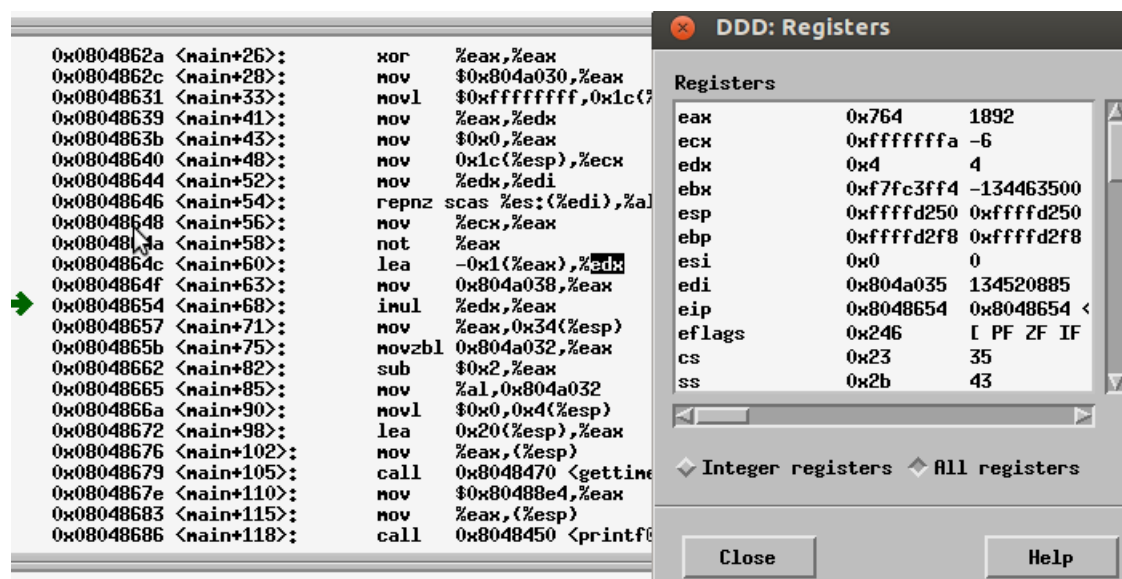 0x0804862a <main+26>: xor %eax,%eax
0x0804862c <main+28>: mov $0x804a030,%eax
0x08048631 <main+33>: movl $0xffffffff,0x1c(%
0x08048639 <main+41>: mov %eax,%edx
0x0804863b <main+43>: mov $0x0,%eax
0x08048640 <main+48>: mov 0x1c(%esp),%ecx
0x08048644 <main+52>: mov %edx,%edi
0x08048646 <main+54>: repnz scas %es:(%edi),%al
0x08048648 <main+56>: mov %ecx,%eax
<main+58>: not %eax
0x0804864c <main+60>: lea -0x1(%eax),%edx
0x0804864f <main+63>: mov 0x804a038,%eax
0x08048654 <main+68>: imul %edx,%eax
0x08048657 <main+71>: mov %eax,0x34(%esp)
0x0804865b <main+75>: movzbl 0x804a032,%eax
0x08048662 <main+82>: sub $0x2,%eax
0x08048665 <main+85>: mov %al,0x804a032
0x0804866a <main+90>: movl $0x0,0x4(%esp)
0x08048672 <main+98>: lea 0x20(%esp),%eax
0x08048676 <main+102>: mov %eax,(%esp)
0x08048679 <main+105>: call 0x8048470 <gettime
0x0804867e <main+110>: mov $0x80488e4,%eax
0x08048683 <main+115>: mov %eax,(%esp)
0x08048686 <main+118>: call 0x8048450 <printf@
DDD: Registers
Registers
eax 0x764 1892
ecx 0xfffffffa -6
edx 0x4 4
ebx 0xf7fc3ff4 -134463500
esp 0xffffd250 0xffffd250
ebp 0xffffd2f8 0xffffd2f8
esi 0x0 0
edi 0x804a035 134520885
eip 0x8048654 0x8048654 <
eflags 0x246 [ PF ZF IF
cs 0x23 35
ss 0x2b 43
Integer registers All registers
Close Help